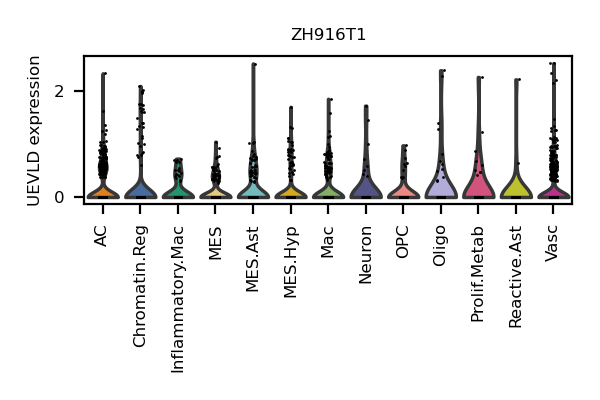 ZH916T1
UEVLD expression
2
0
AC
Chromatin.Reg
Inflammatory.Mac
MES
MES.Ast
MES.Hyp
Mac
Neuron
OPC
Oligo
Prolif.Metab
Reactive.Ast
Vasc